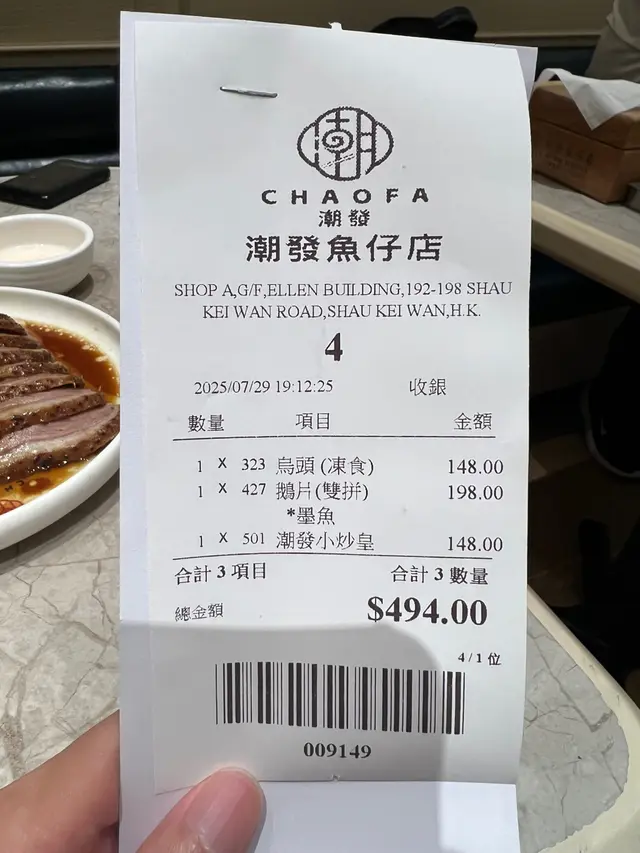 潮
CHAOFA
潮發
潮發魚仔店
SHOP A,G/F,ELLEN BUILDING,192-198 SHAU
KEI WAN ROAD,SHAU KEI WAN,H.K.
4
2025/07/29 19:12:25 收銀
數量 項目 金額
1 X 323 烏頭 (凍食) 148.00
1 X 427 鵝片(雙拼) 198.00
*墨魚
1 X 501 潮發小炒皇 148.00
合計 3 項目 合計 3 數量
總金額 $494.00
4/1 位
009149